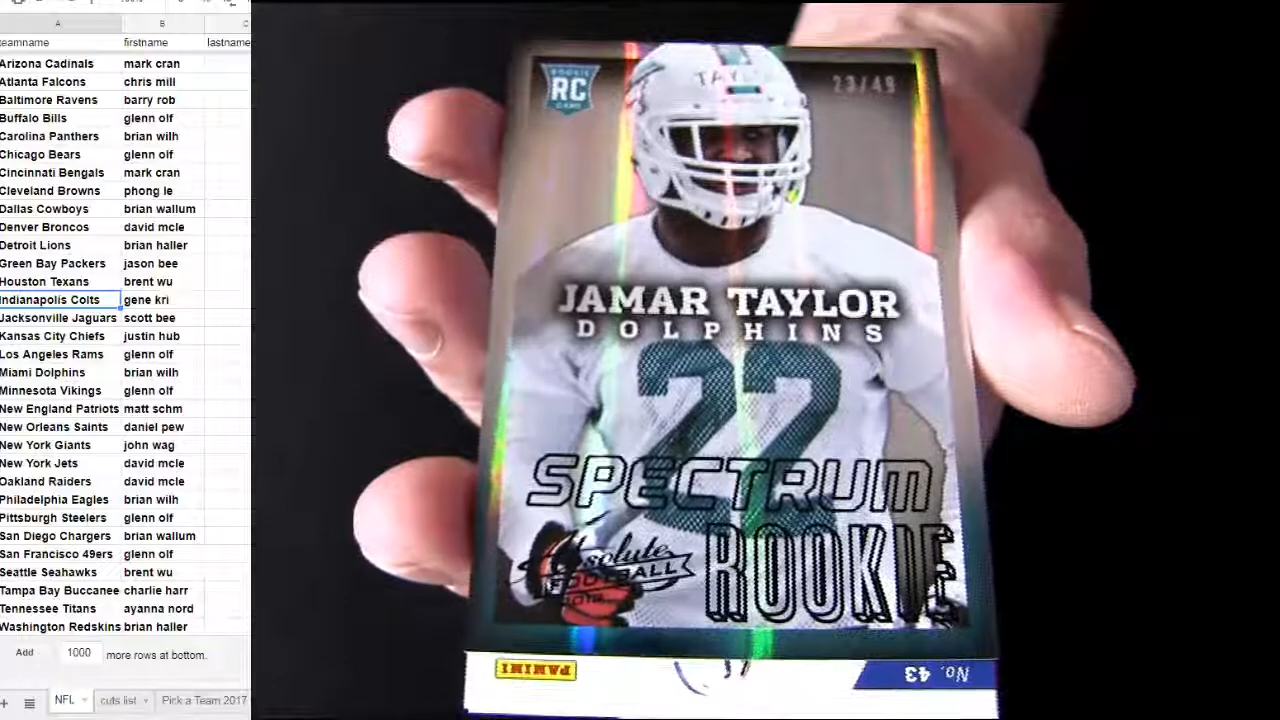 A B C
teamname firstname lastname
Arizona Cadinals mark cran
Atlanta Falcons chris mill
Baltimore Ravens barry rob
Buffalo Bills glenn olf
Carolina Panthers brian wilh
Chicago Bears glenn olf
Cincinnati Bengals mark cran
Cleveland Browns phong le
Dallas Cowboys brian wallum
Denver Broncos david mcle
Detroit Lions brian haller
Green Bay Packers jason bee
Houston Texans brent wu
Indianapolis Colts gene kri
Jacksonville Jaguars scott bee
Kansas City Chiefs justin hub
Los Angeles Rams glenn olf
Miami Dolphins brian wilh
Minnesota Vikings glenn olf
New England Patriots matt schm
New Orleans Saints daniel pew
New York Giants john wag
New York Jets david mcle
Oakland Raiders david mcle
Philadelphia Eagles brian wilh
Pittsburgh Steelers glenn olf
San Diego Chargers brian wallum
San Francisco 49ers glenn olf
Seattle Seahawks brent wu
Tampa Bay Buccanee charlie harr
Tennessee Titans ayanna nord
Washington Redskins brian haller
Add 1000 more rows at bottom.
NFL cuts list Pick a Team 2017
ROOKIE
RC
CARD
TAYLOR
23/49
JAMAR TAYLOR
DOLPHINS
22
SPECTRUM
ROOKIE
Absolute
FOOTBALL
PANINI
No. 43